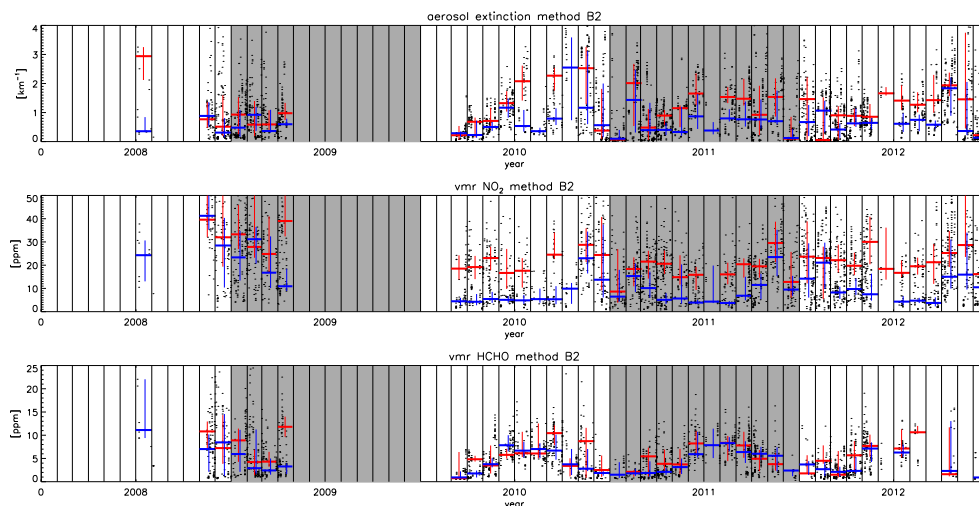 aerosol extinction method B2
4
3
2
1
0
[km⁻¹]
0 2008 2009 2010 2011 2012
year
vmr NO₂ method B2
50
40
30
20
10
0
[ppm]
0 2008 2009 2010 2011 2012
year
vmr HCHO method B2
25
20
15
10
5
0
[ppm]
0 2008 2009 2010 2011 2012
year